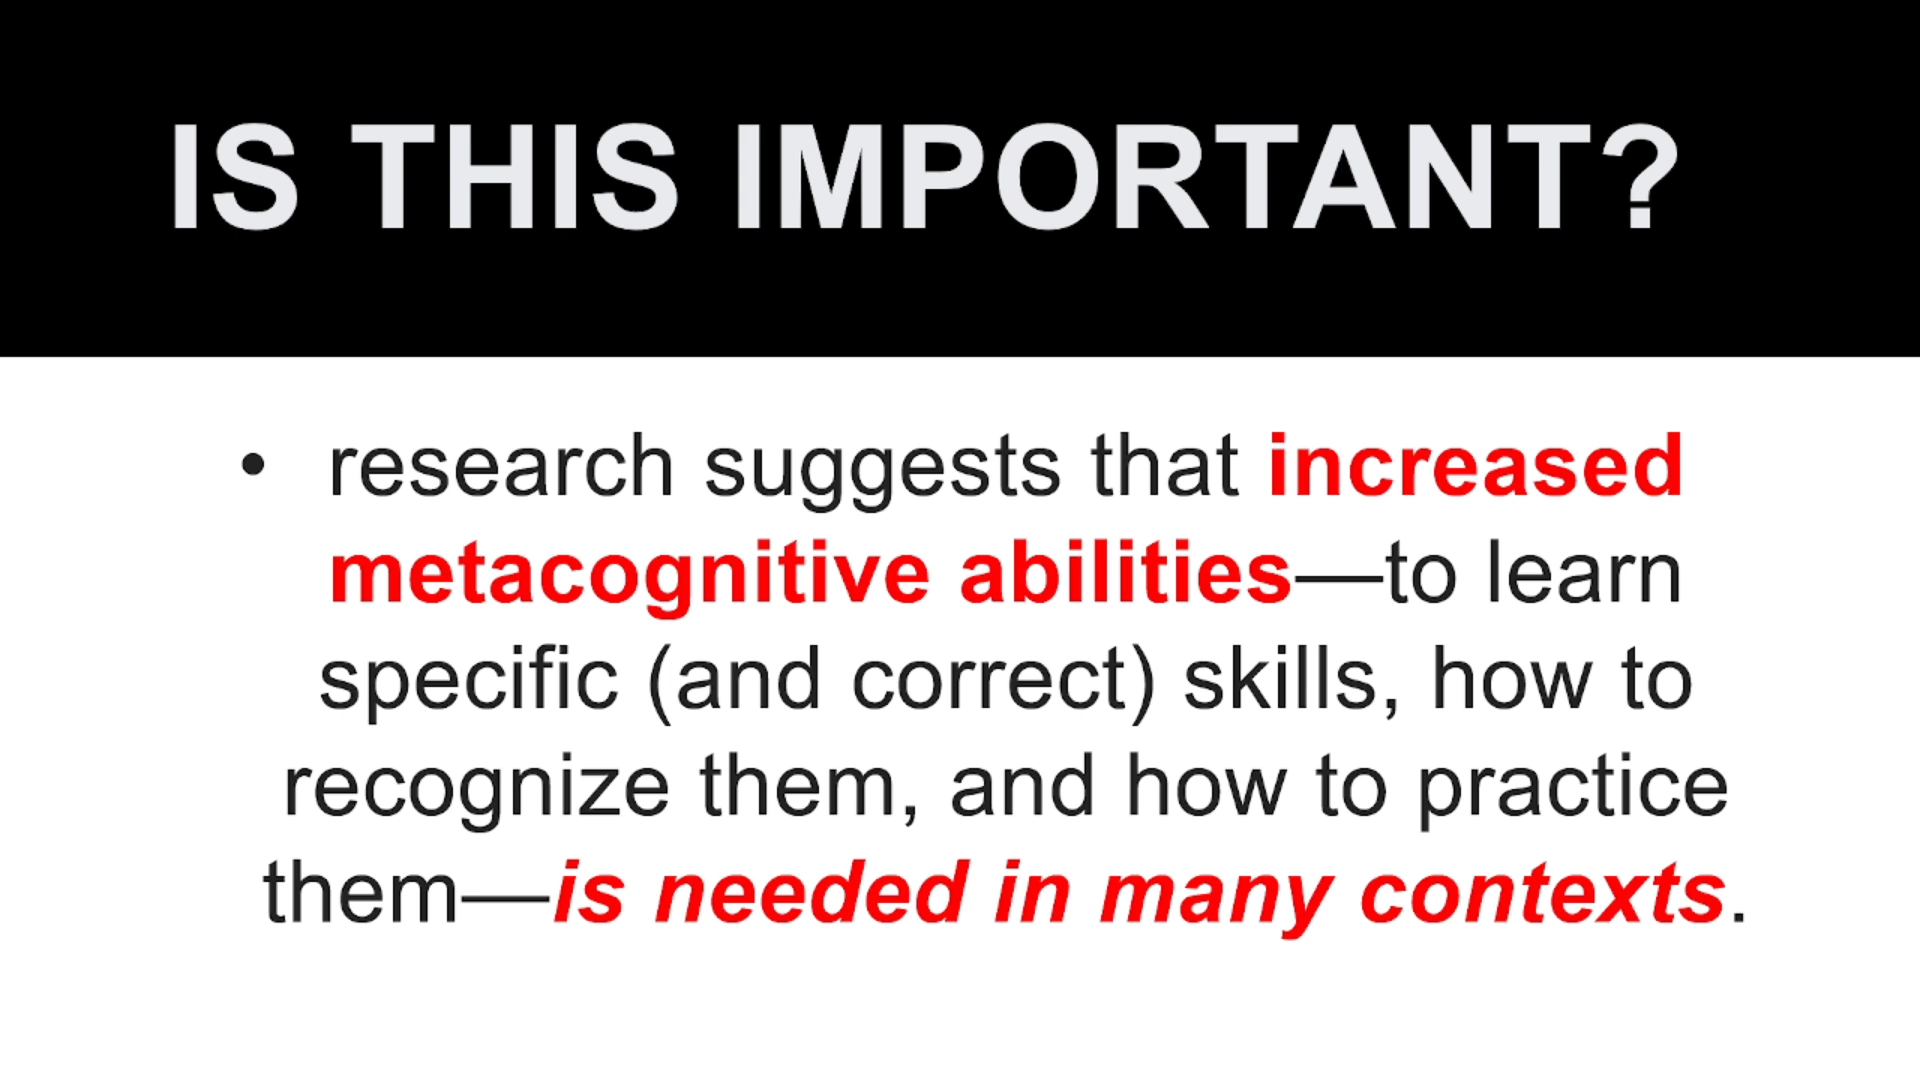 IS THIS IMPORTANT?
• research suggests that increased
metacognitive abilities—to learn
specific (and correct) skills, how to
recognize them, and how to practice
them—is needed in many contexts.